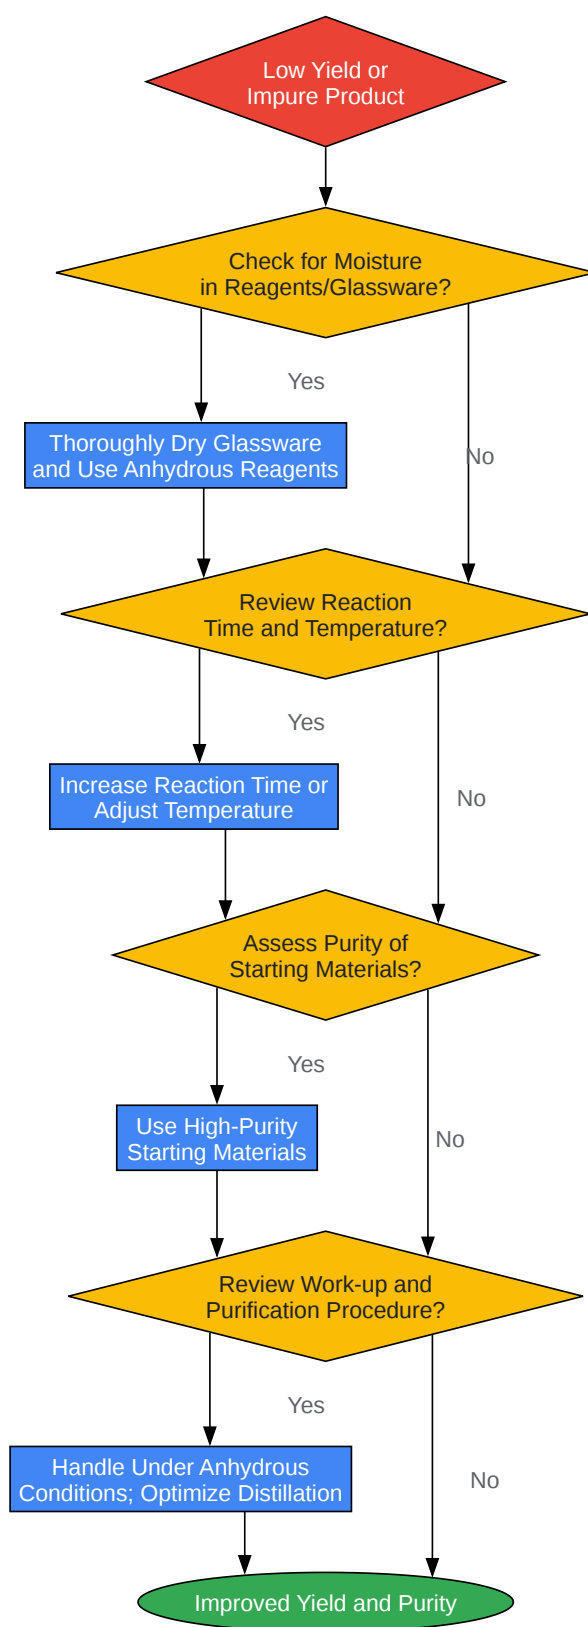 Low Yield or
Impure Product
Check for Moisture
in Reagents/Glassware?
Yes
Thoroughly Dry Glassware
and Use Anhydrous Reagents
No
Review Reaction
Time and Temperature?
Yes
Increase Reaction Time or
Adjust Temperature
No
Assess Purity of
Starting Materials?
Yes
Use High-Purity
Starting Materials
No
Review Work-up and
Purification Procedure?
Yes
Handle Under Anhydrous
Conditions; Optimize Distillation
No
Improved Yield and Purity